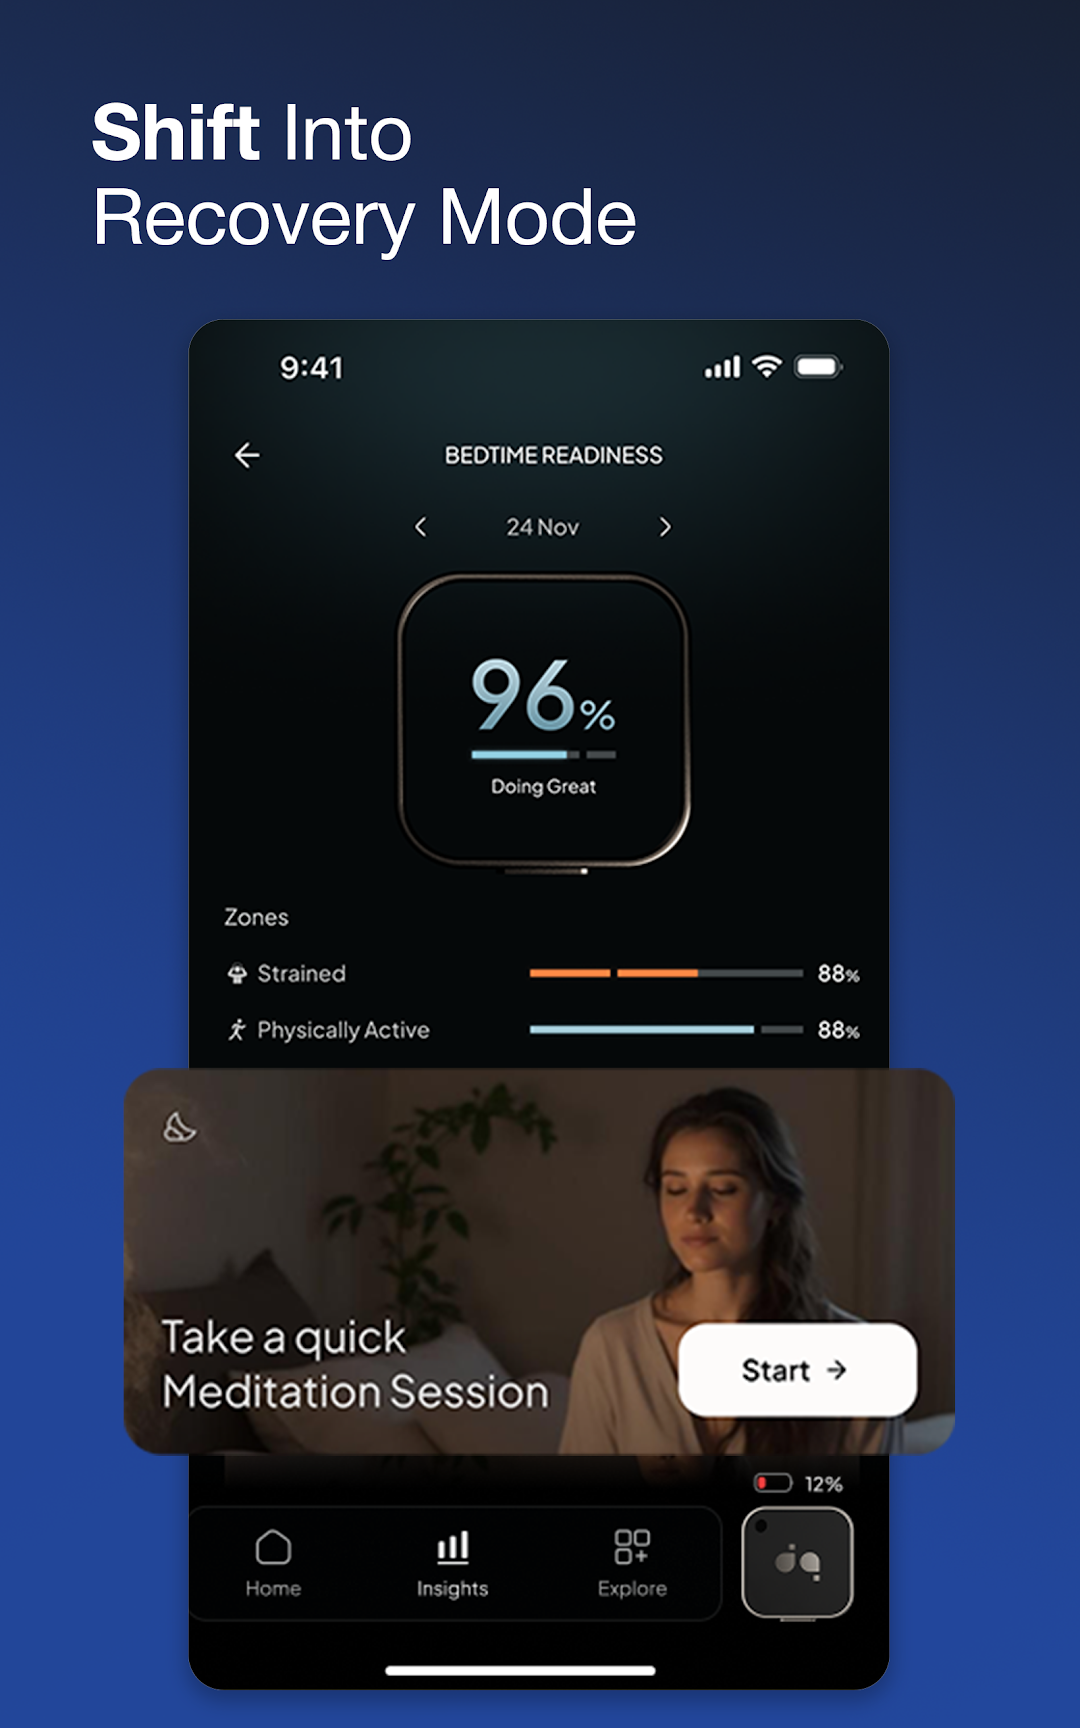 Shift Into
Recovery Mode
9:41
BEDTIME READINESS
24 Nov
96%
Doing Great
Zones
Strained 88%
Physically Active 88%
Take a quick
Meditation Session
Start →
12%
Home Insights Explore